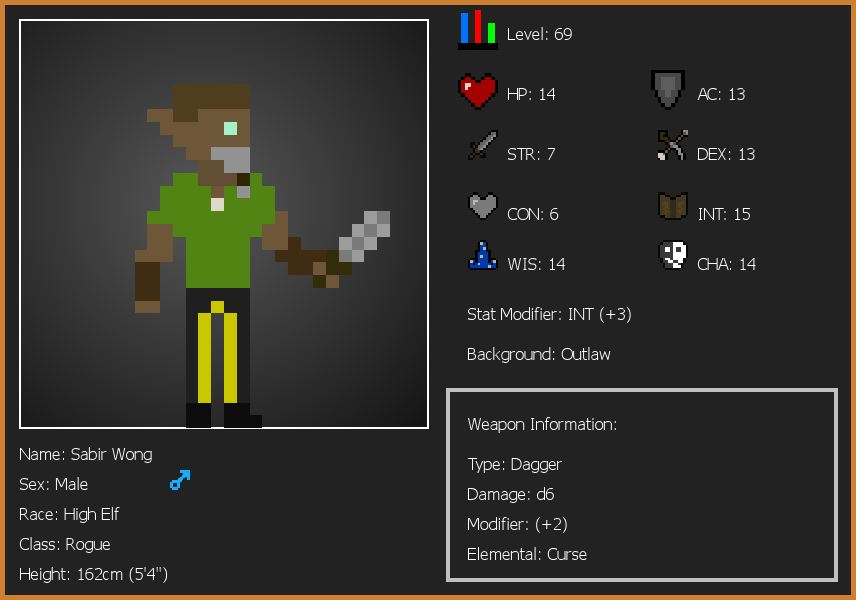 Level: 69
HP: 14
AC: 13
STR: 7
DEX: 13
CON: 6
INT: 15
WIS: 14
CHA: 14
Stat Modifier: INT (+3)
Background: Outlaw
Weapon Information:
Type: Dagger
Damage: d6
Modifier: (+2)
Elemental: Curse
Name: Sabir Wong
Sex: Male
Race: High Elf
Class: Rogue
Height: 162cm (5'4")